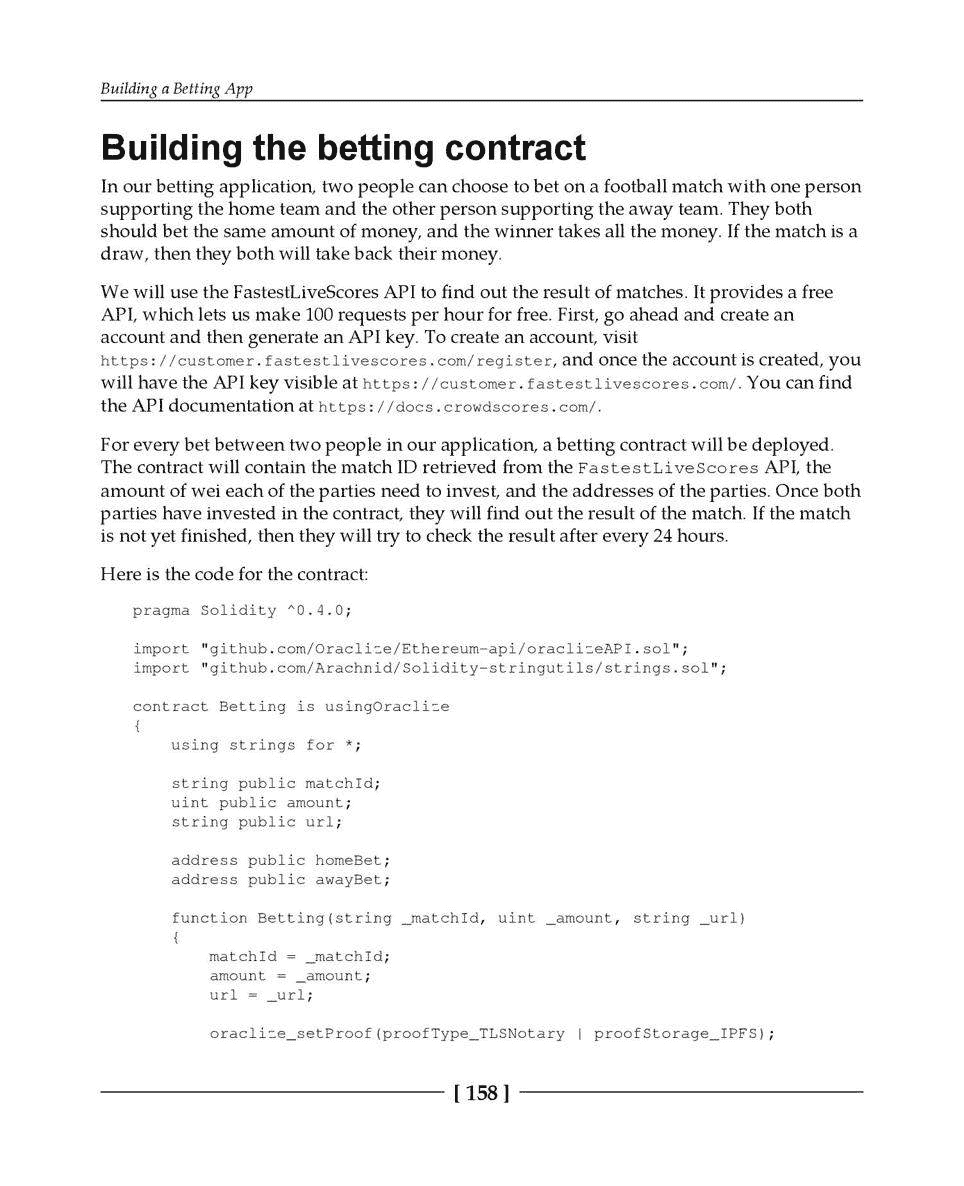 Building a Betting App
Building the betting contract
In our betting application, two people can choose to bet on a football match with one person
supporting the home team and the other person supporting the away team. They both
should bet the same amount of money, and the winner takes all the money. If the match is a
draw, then they both will take back their money.
We will use the FastestLiveScores API to find out the result of matches. It provides a free
API, which lets us make 100 requests per hour for free. First, go ahead and create an
account and then generate an API key. To create an account, visit
https://customer.fastestlivescores.com/register, and once the account is created, you
will have the API key visible at https://customer.fastestlivescores.com/. You can find
the API documentation at https://docs.crowdscores.com/.
For every bet between two people in our application, a betting contract will be deployed.
The contract will contain the match ID retrieved from the FastestLiveScores API, the
amount of wei each of the parties need to invest, and the addresses of the parties. Once both
parties have invested in the contract, they will find out the result of the match. If the match
is not yet finished, then they will try to check the result after every 24 hours.
Here is the code for the contract:
pragma Solidity ^0.4.0;
import "github.com/Oraclize/Ethereum-api/oraclizeAPI.sol";
import "github.com/Arachnid/Solidity-stringutils/strings.sol";
contract Betting is usingOraclize
{
using strings for *;
string public matchId;
uint public amount;
string public url;
address public homeBet;
address public awayBet;
function Betting(string _matchId, uint _amount, string _url)
{
matchId = _matchId;
amount = _amount;
url = _url;
oraclize_setProof(proofType_TLSNotary | proofStorage_IPFS);
[ 158 ]